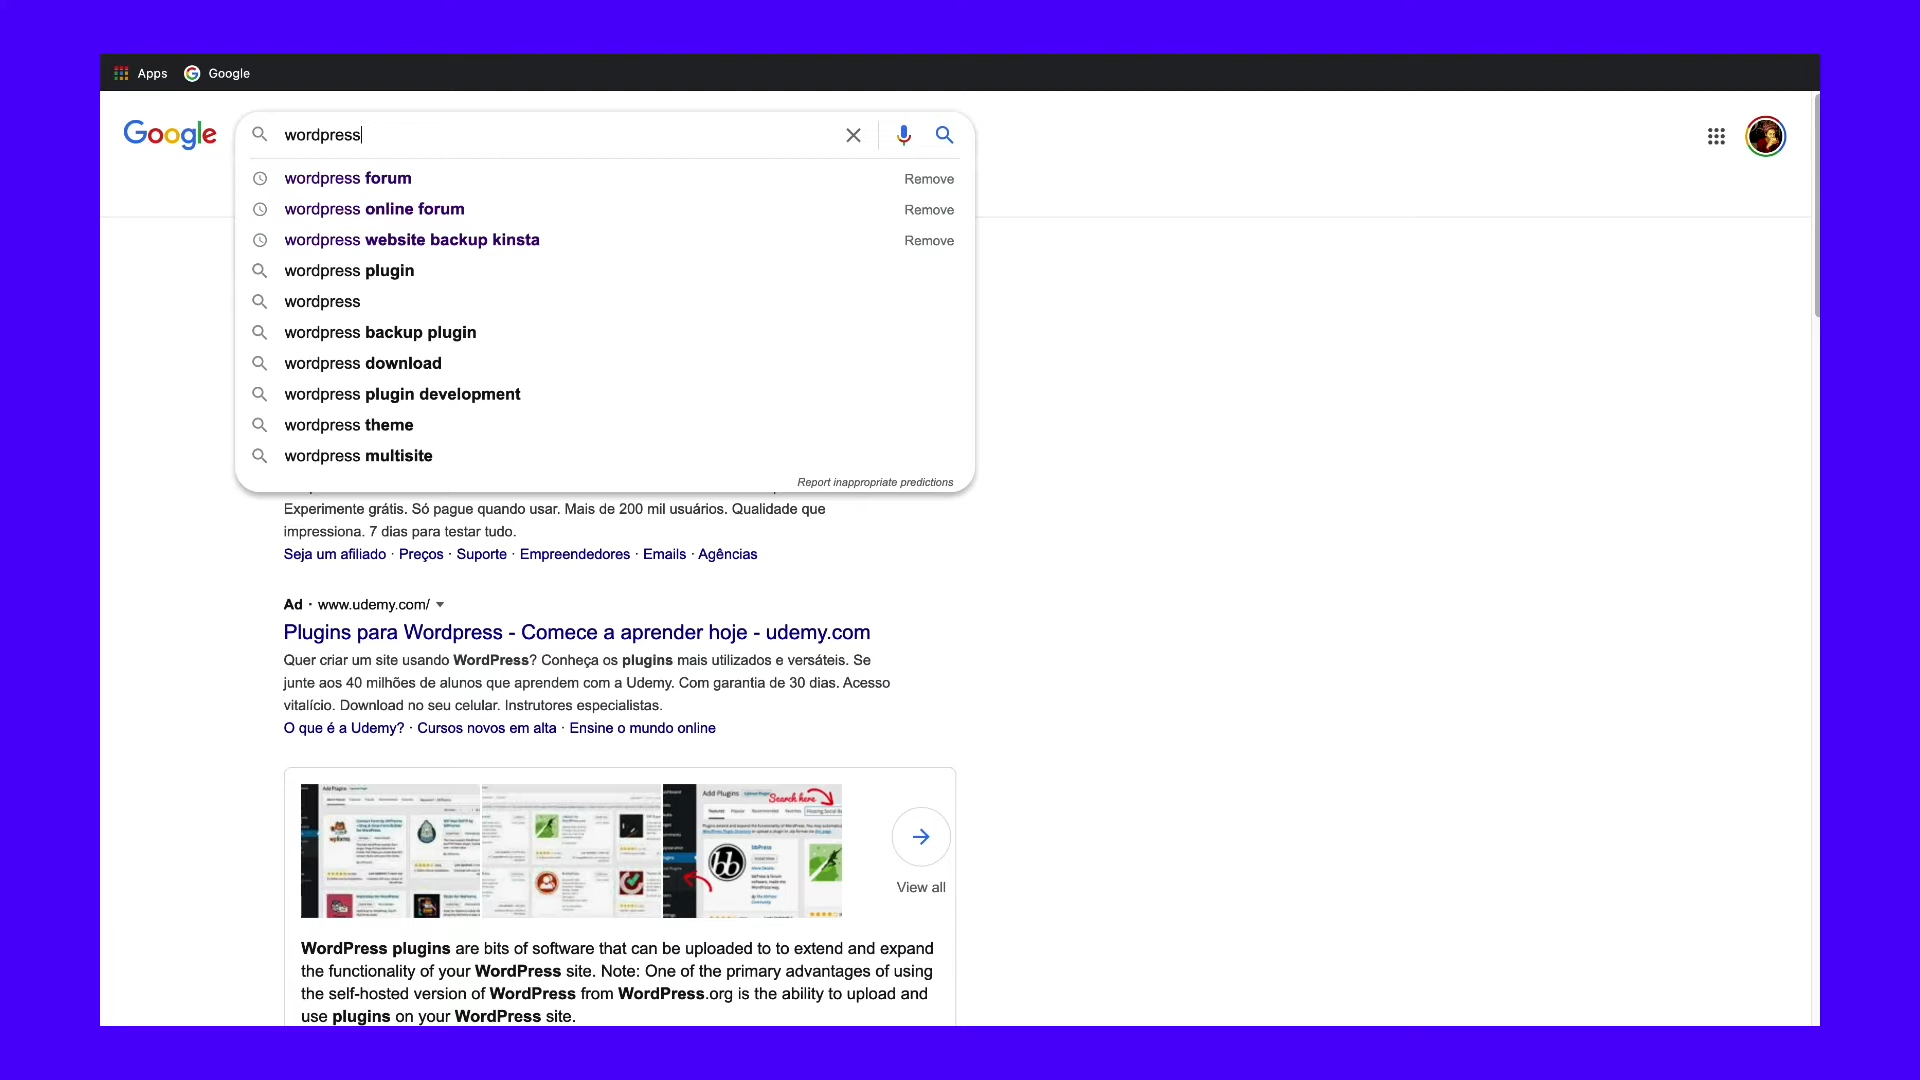 Apps Google
Google wordpress
wordpress forum Remove
wordpress online forum Remove
wordpress website backup kinsta Remove
wordpress plugin
wordpress
wordpress backup plugin
wordpress download
wordpress plugin development
wordpress theme
wordpress multisite
Report inappropriate predictions
Experimente grátis. Só pague quando usar. Mais de 200 mil usuários. Qualidade que
impressiona. 7 dias para testar tudo.
Seja um afiliado · Preços · Suporte · Empreendedores · Emails · Agências
Ad · www.udemy.com/
Plugins para Wordpress - Comece a aprender hoje - udemy.com
Quer criar um site usando WordPress? Conheça os plugins mais utilizados e versáteis. Se
junte aos 40 milhões de alunos que aprendem com a Udemy. Com garantia de 30 dias. Acesso
vitalício. Download no seu celular. Instrutores especialistas.
O que é a Udemy? · Cursos novos em alta · Ensine o mundo online
Add Plugins
Search here
bbPress
View all
WordPress plugins are bits of software that can be uploaded to to extend and expand
the functionality of your WordPress site. Note: One of the primary advantages of using
the self-hosted version of WordPress from WordPress.org is the ability to upload and
use plugins on your WordPress site.